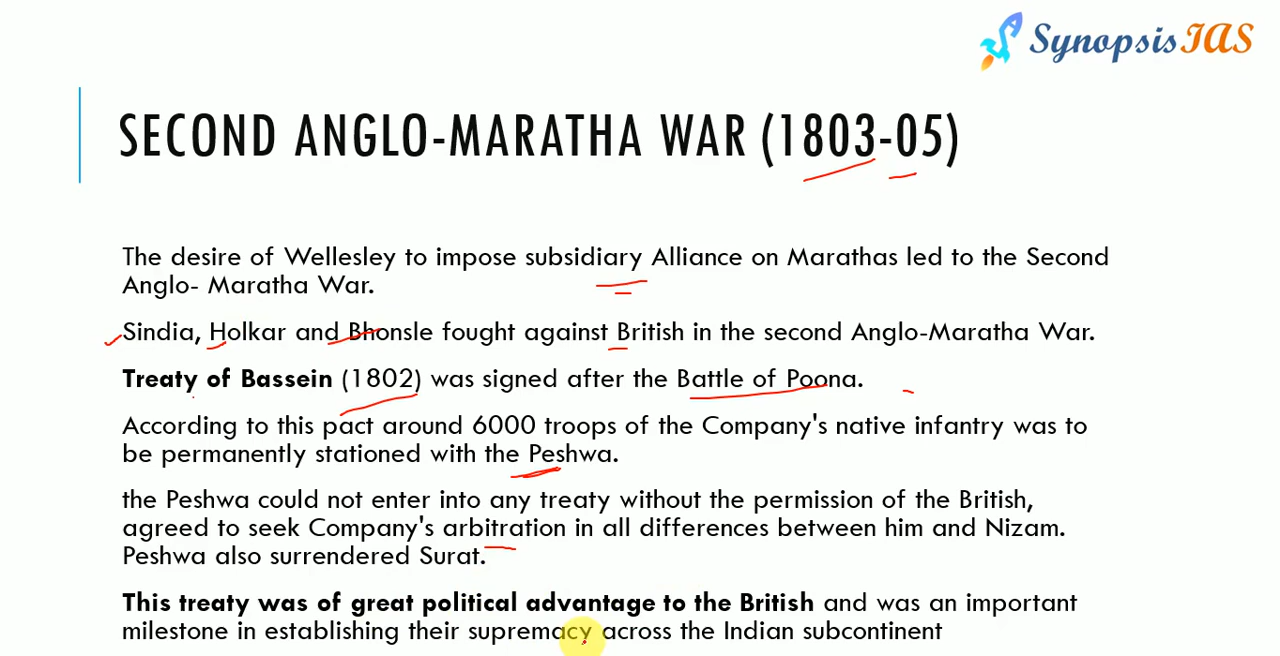 Synopsis IAS
SECOND ANGLO-MARATHA WAR (1803-05)
The desire of Wellesley to impose subsidiary Alliance on Marathas led to the Second
Anglo- Maratha War.
Sindia, Holkar and Bhonsle fought against British in the second Anglo-Maratha War.
Treaty of Bassein (1802) was signed after the Battle of Poona.
According to this pact around 6000 troops of the Company's native infantry was to
be permanently stationed with the Peshwa.
the Peshwa could not enter into any treaty without the permission of the British,
agreed to seek Company's arbitration in all differences between him and Nizam.
Peshwa also surrendered Surat.
This treaty was of great political advantage to the British and was an important
milestone in establishing their supremacy across the Indian subcontinent